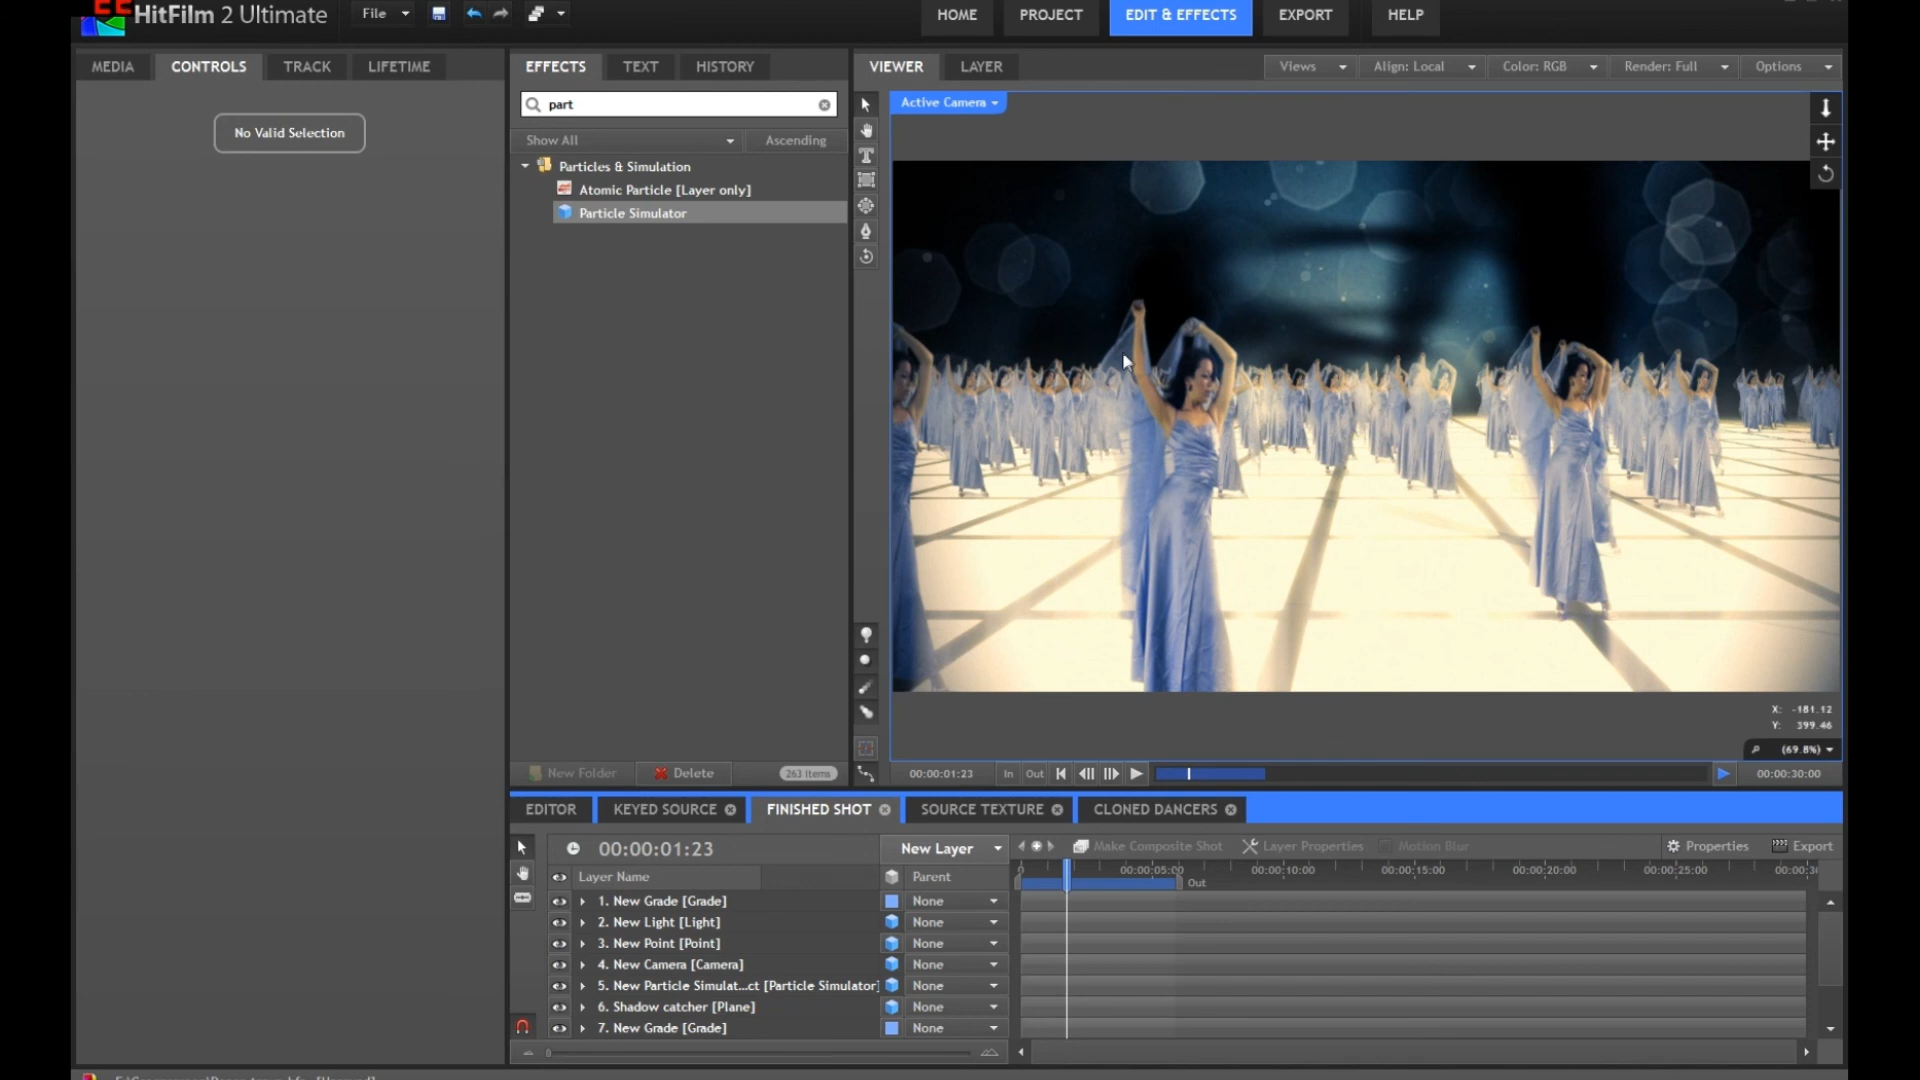 HitFilm 2 Ultimate
File
HOME
PROJECT
EDIT & EFFECTS
EXPORT
HELP
MEDIA
CONTROLS
TRACK
LIFETIME
No Valid Selection
EFFECTS
TEXT
HISTORY
part
Show All
Ascending
Particles & Simulation
Atomic Particle [Layer only]
Particle Simulator
New Folder
Delete
263 items
VIEWER
LAYER
Views
Align: Local
Color: RGB
Render: Full
Options
Active Camera
X: -181.12
Y: 399.46
(69.8%)
00:00:01:23
In
Out
00:00:30:00
EDITOR
KEYED SOURCE
FINISHED SHOT
SOURCE TEXTURE
CLONED DANCERS
00:00:01:23
New Layer
Make Composite Shot
Layer Properties
Motion Blur
Properties
Export
Layer Name
Parent
0
00:00:05:00
00:00:10:00
00:00:15:00
00:00:20:00
00:00:25:00
Out
1. New Grade [Grade] None
2. New Light [Light] None
3. New Point [Point] None
4. New Camera [Camera] None
5. New Particle Simulat...ct [Particle Simulator] None
6. Shadow catcher [Plane] None
7. New Grade [Grade] None